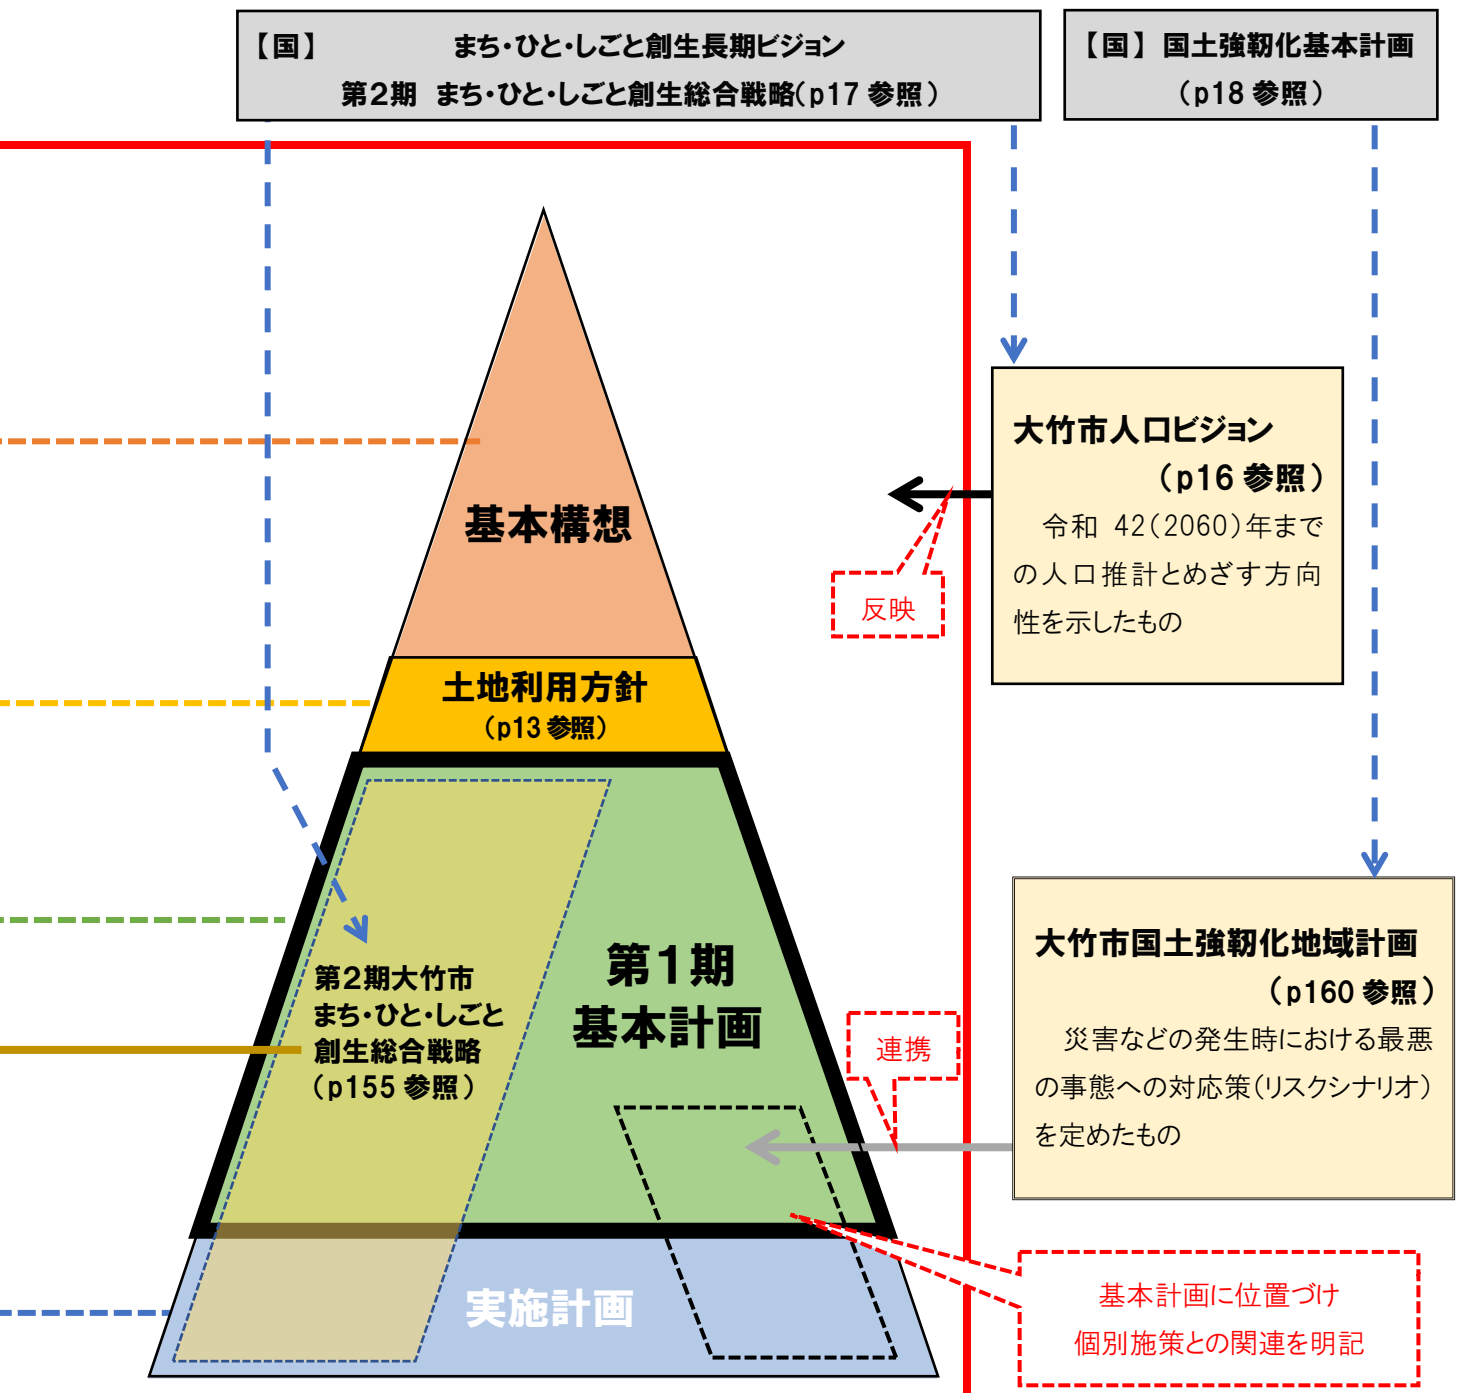 【国】 まち・ひと・しごと創生長期ビジョン
第2期 まち・ひと・しごと創生総合戦略(p17 参照)
【国】 国土強靭化基本計画
(p18 参照)
大竹市人口ビジョン
(p16 参照)
令和 42(2060)年まで
の人口推計とめざす方向
性を示したもの
基本構想
反映
土地利用方針
(p13 参照)
大竹市国土強靭化地域計画
(p160 参照)
災害などの発生時における最悪
の事態への対応策(リスクシナリオ)
を定めたもの
第1期
基本計画
第2期大竹市
まち・ひと・しごと
創生総合戦略
(p155 参照)
連携
実施計画
基本計画に位置づけ
個別施策との関連を明記